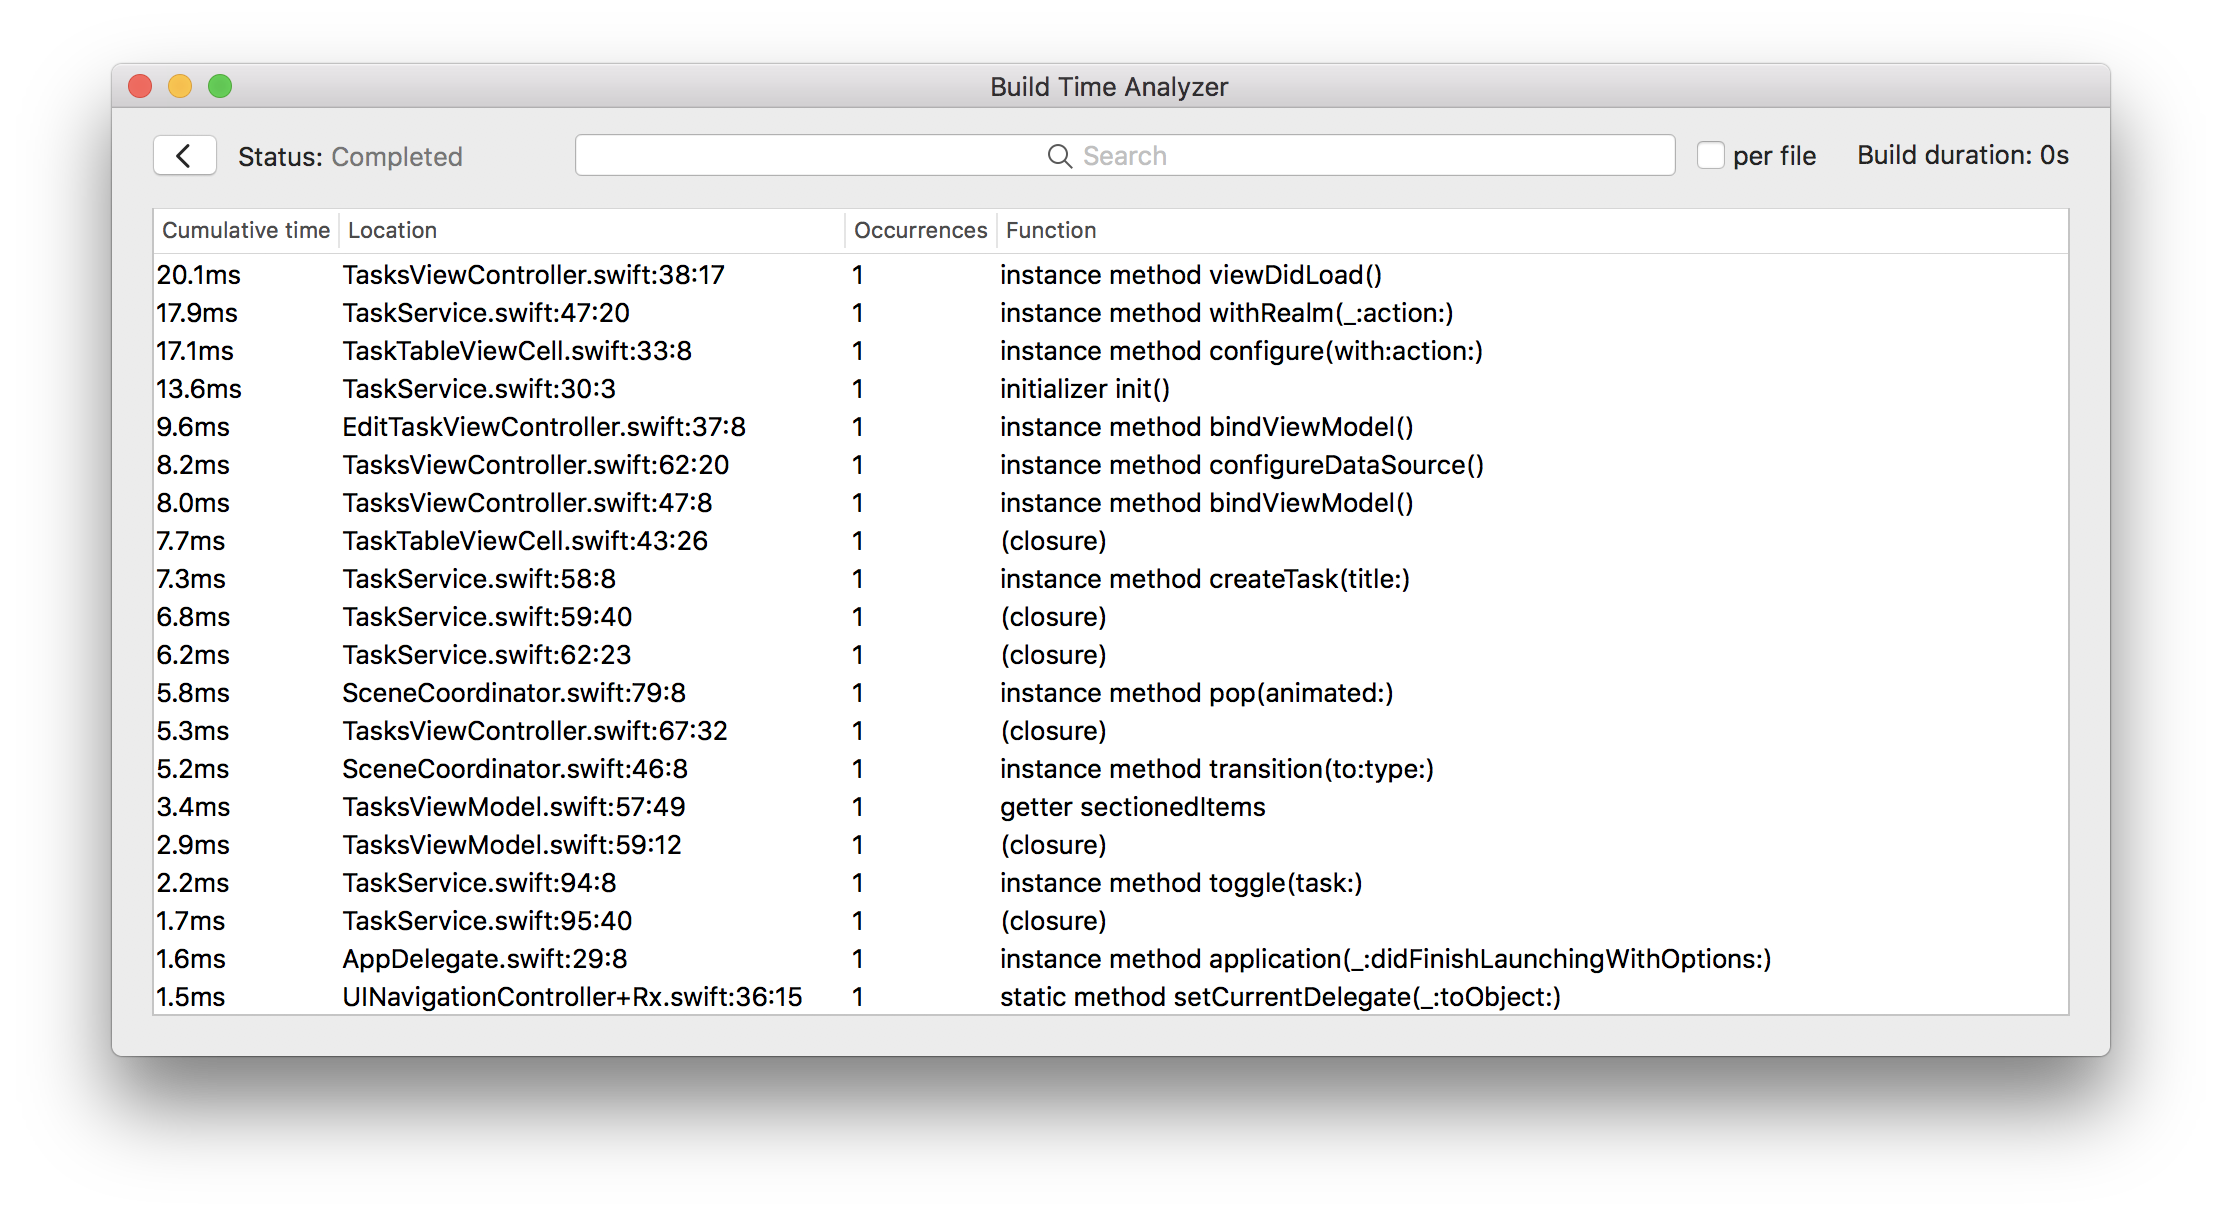 Build Time Analyzer
Status: Completed Search per file Build duration: 0s
Cumulative time Location Occurrences Function
20.1ms TasksViewController.swift:38:17 1 instance method viewDidLoad()
17.9ms TaskService.swift:47:20 1 instance method withRealm(_:action:)
17.1ms TaskTableViewCell.swift:33:8 1 instance method configure(with:action:)
13.6ms TaskService.swift:30:3 1 initializer init()
9.6ms EditTaskViewController.swift:37:8 1 instance method bindViewModel()
8.2ms TasksViewController.swift:62:20 1 instance method configureDataSource()
8.0ms TasksViewController.swift:47:8 1 instance method bindViewModel()
7.7ms TaskTableViewCell.swift:43:26 1 (closure)
7.3ms TaskService.swift:58:8 1 instance method createTask(title:)
6.8ms TaskService.swift:59:40 1 (closure)
6.2ms TaskService.swift:62:23 1 (closure)
5.8ms SceneCoordinator.swift:79:8 1 instance method pop(animated:)
5.3ms TasksViewController.swift:67:32 1 (closure)
5.2ms SceneCoordinator.swift:46:8 1 instance method transition(to:type:)
3.4ms TasksViewModel.swift:57:49 1 getter sectionedItems
2.9ms TasksViewModel.swift:59:12 1 (closure)
2.2ms TaskService.swift:94:8 1 instance method toggle(task:)
1.7ms TaskService.swift:95:40 1 (closure)
1.6ms AppDelegate.swift:29:8 1 instance method application(_:didFinishLaunchingWithOptions:)
1.5ms UINavigationController+Rx.swift:36:15 1 static method setCurrentDelegate(_:toObject:)